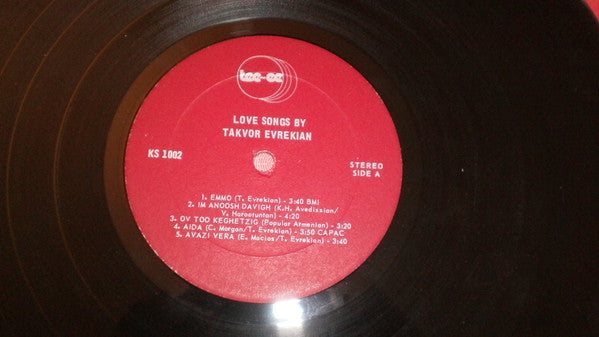 tee-ee
LOVE SONGS BY
TAKVOR EVREKIAN
KS 1002
STEREO
SIDE A
1. EMMO (T. Evrekian) - 3:40 BMI
2. IM ANOOSH DAVIGH (K.H. Avedissian/
V. Harootunian) - 4:20
3. OV TOO KEGHETZIG (Popular Armenian) - 3:20
4. AIDA (C. Morgan/T. Evrekian) - 3:50 CAPAC
5. AVAZI VERA (E. Macias/T. Evrekian) - 3:40